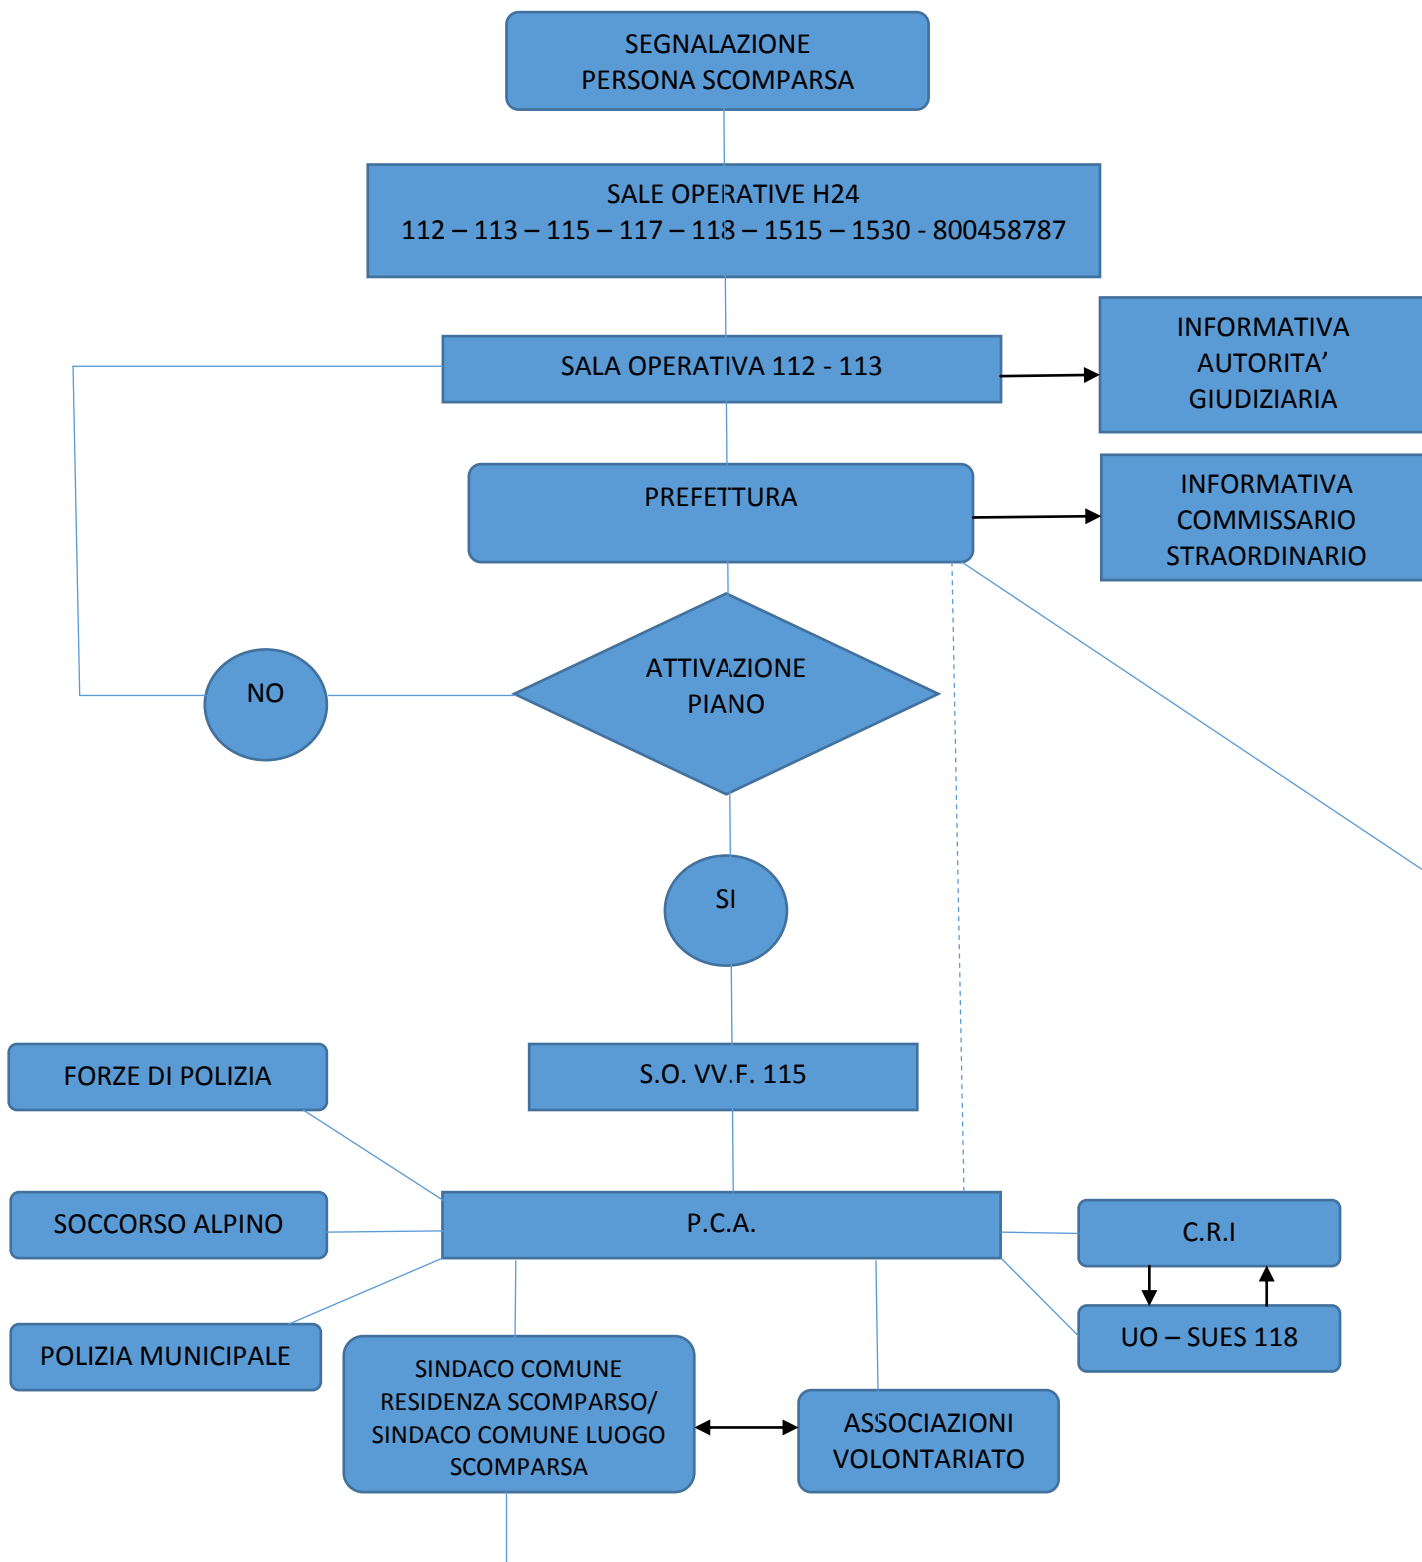 SEGNALAZIONE
PERSONA SCOMPARSA
SALE OPERATIVE H24
112 – 113 – 115 – 117 – 118 – 1515 – 1530 - 800458787
SALA OPERATIVA 112 - 113
INFORMATIVA
AUTORITA’
GIUDIZIARIA
PREFETTURA
INFORMATIVA
COMMISSARIO
STRAORDINARIO
ATTIVAZIONE
PIANO
NO
SI
FORZE DI POLIZIA
S.O. VV.F. 115
SOCCORSO ALPINO
P.C.A.
C.R.I
POLIZIA MUNICIPALE
UO – SUES 118
SINDACO COMUNE
RESIDENZA SCOMPARSO/
SINDACO COMUNE LUOGO
SCOMPARSA
ASSOCIAZIONI
VOLONTARIATO